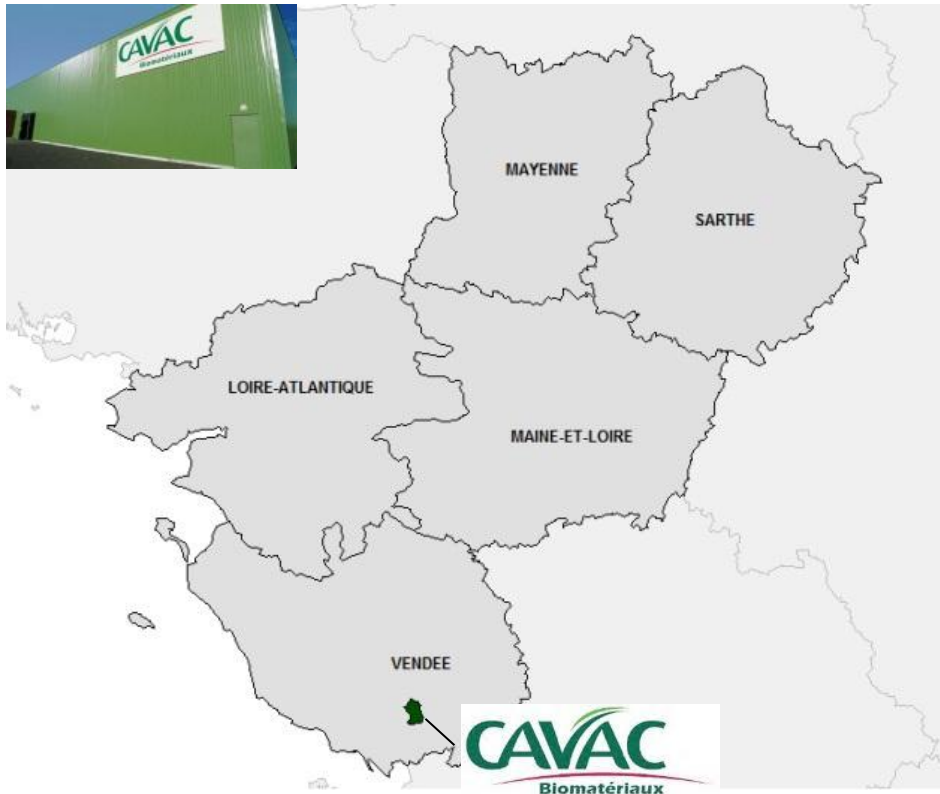 CAVAC
Biomatériaux
MAYENNE
SARTHE
LOIRE-ATLANTIQUE
MAINE-ET-LOIRE
VENDEE
CAVAC
Biomatériaux